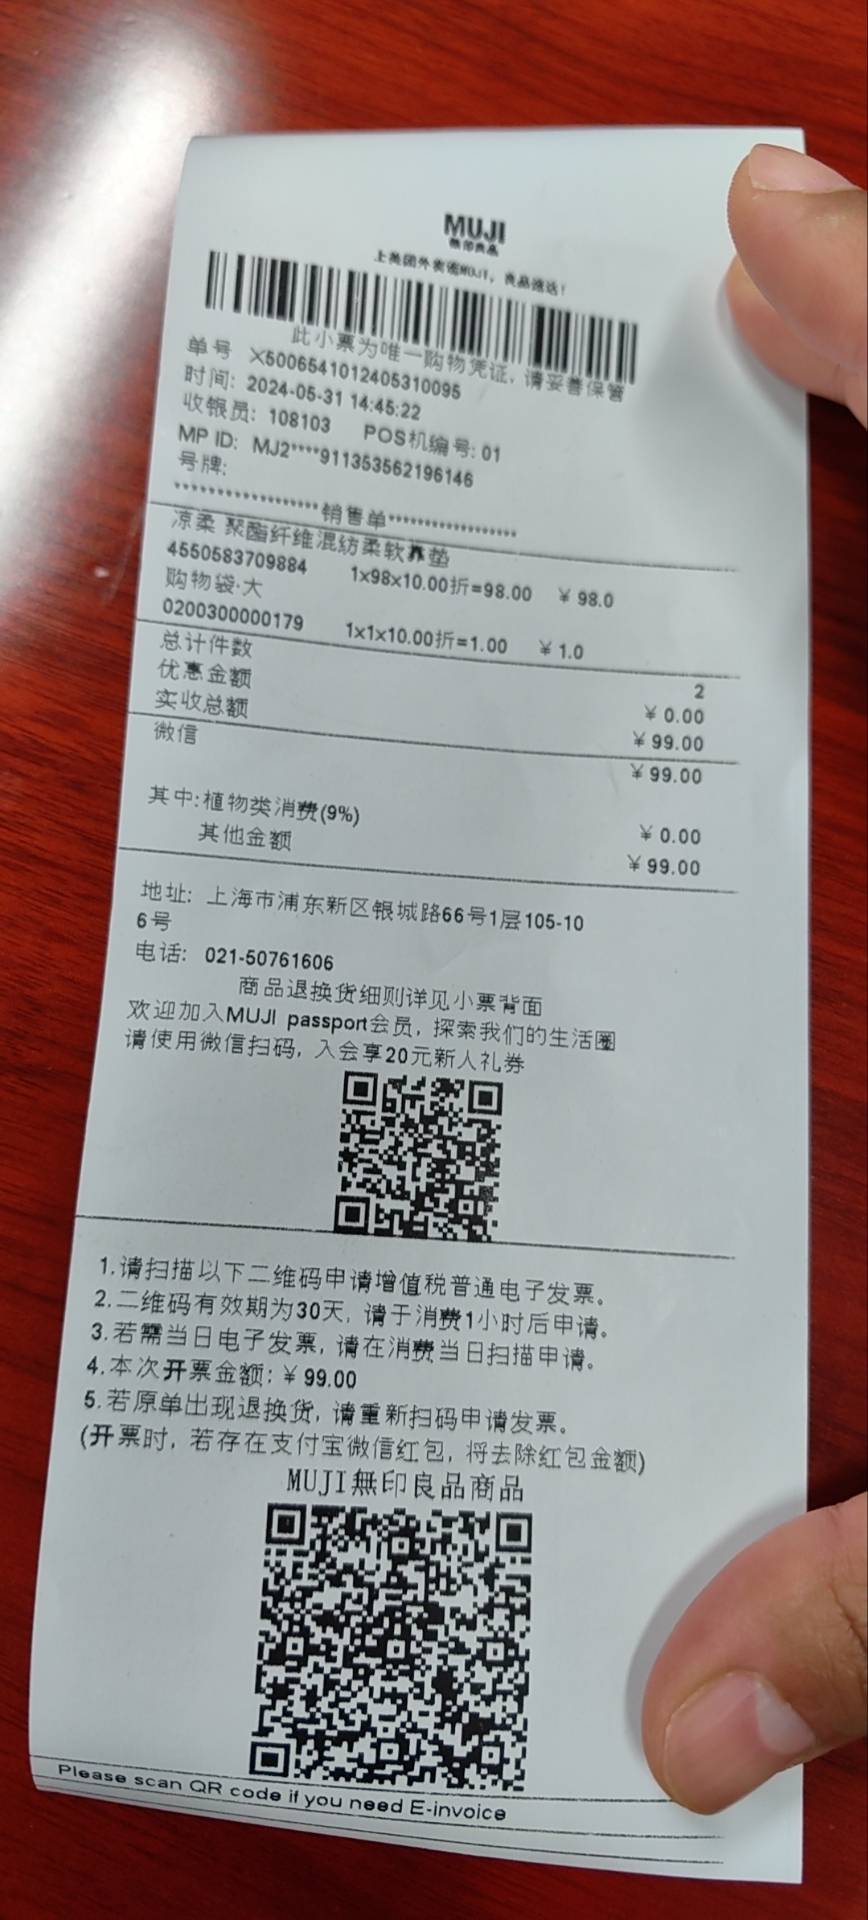 MUJI
無印良品
上美团外卖搜MUJI，良品速送！
此小票为唯一购物凭证，请妥善保管
单号 X5006541012405310095
时间: 2024-05-31 14:45:22
收银员: 108103 POS机编号: 01
MP ID: MJ2****911353562196146
号牌:
******************销售单******************
凉柔 聚酯纤维混纺柔软靠垫
4550583709884 1x98x10.00折=98.00 ￥98.0
购物袋·大
0200300000179 1x1x10.00折=1.00 ￥1.0
总计件数 2
优惠金额 ￥0.00
实收总额 ￥99.00
微信 ￥99.00
其中:植物类消费(9%) ￥0.00
其他金额 ￥99.00
地址: 上海市浦东新区银城路66号1层105-10
6号
电话: 021-50761606
商品退换货细则详见小票背面
欢迎加入MUJI passport会员，探索我们的生活圈
请使用微信扫码，入会享20元新人礼券
1.请扫描以下二维码申请增值税普通电子发票。
2.二维码有效期为30天，请于消费1小时后申请。
3.若需当日电子发票，请在消费当日扫描申请。
4.本次开票金额:￥99.00
5.若原单出现退换货，请重新扫码申请发票。
(开票时，若存在支付宝微信红包，将去除红包金额)
MUJI無印良品商品
Please scan QR code if you need E-invoice